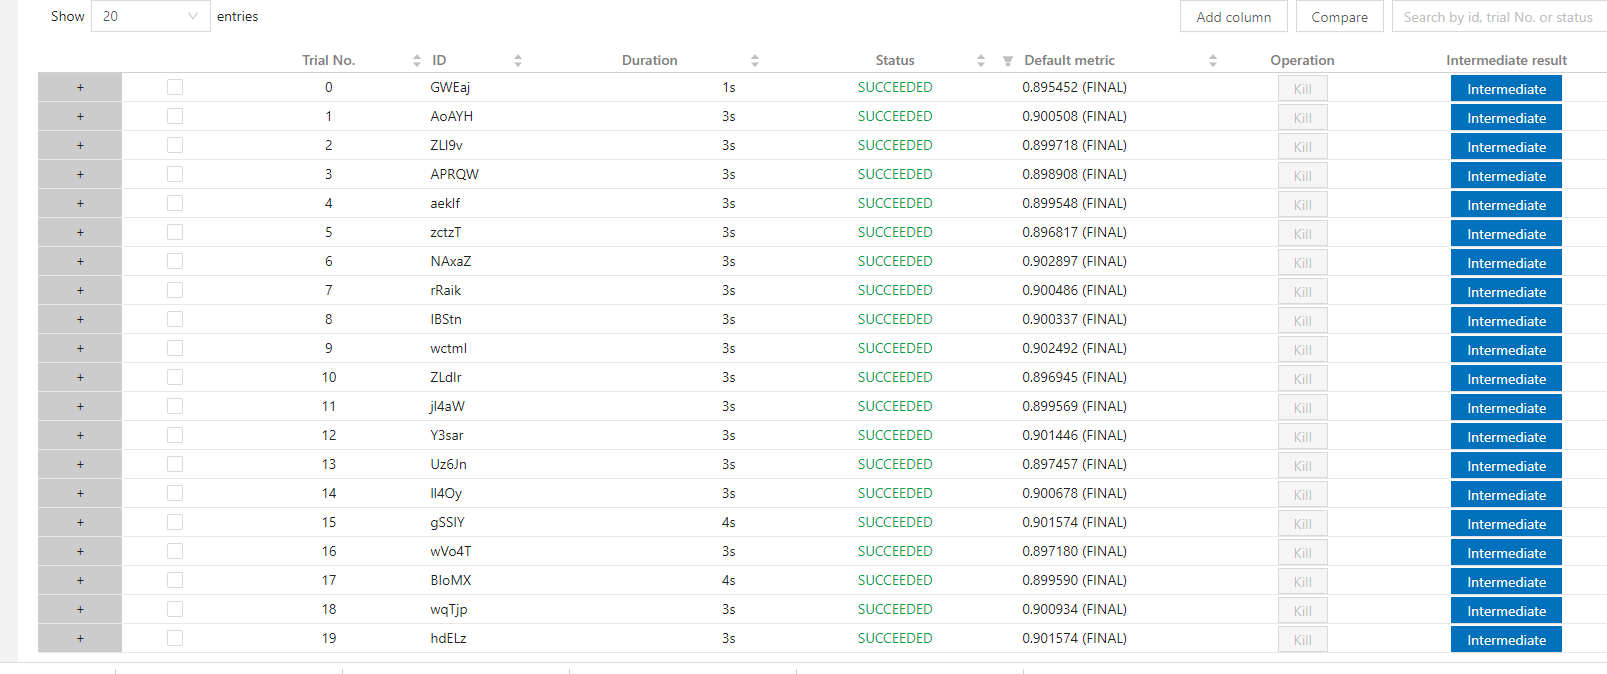 Show 20 entries Add column Compare Search by id, trial No. or status
Trial No. ID Duration Status Default metric Operation Intermediate result
+ 0 GWEaj 1s SUCCEEDED 0.895452 (FINAL) Kill Intermediate
+ 1 AoAYH 3s SUCCEEDED 0.900508 (FINAL) Kill Intermediate
+ 2 ZLI9v 3s SUCCEEDED 0.899718 (FINAL) Kill Intermediate
+ 3 APRQW 3s SUCCEEDED 0.898908 (FINAL) Kill Intermediate
+ 4 aekIf 3s SUCCEEDED 0.899548 (FINAL) Kill Intermediate
+ 5 zctzT 3s SUCCEEDED 0.896817 (FINAL) Kill Intermediate
+ 6 NAxaZ 3s SUCCEEDED 0.902897 (FINAL) Kill Intermediate
+ 7 rRaik 3s SUCCEEDED 0.900486 (FINAL) Kill Intermediate
+ 8 IBStn 3s SUCCEEDED 0.900337 (FINAL) Kill Intermediate
+ 9 wctmI 3s SUCCEEDED 0.902492 (FINAL) Kill Intermediate
+ 10 ZLdIr 3s SUCCEEDED 0.896945 (FINAL) Kill Intermediate
+ 11 jI4aW 3s SUCCEEDED 0.899569 (FINAL) Kill Intermediate
+ 12 Y3sar 3s SUCCEEDED 0.901446 (FINAL) Kill Intermediate
+ 13 Uz6Jn 3s SUCCEEDED 0.897457 (FINAL) Kill Intermediate
+ 14 II4Oy 3s SUCCEEDED 0.900678 (FINAL) Kill Intermediate
+ 15 gSSIY 4s SUCCEEDED 0.901574 (FINAL) Kill Intermediate
+ 16 wVo4T 3s SUCCEEDED 0.897180 (FINAL) Kill Intermediate
+ 17 BIoMX 4s SUCCEEDED 0.899590 (FINAL) Kill Intermediate
+ 18 wqTjp 3s SUCCEEDED 0.900934 (FINAL) Kill Intermediate
+ 19 hdELz 3s SUCCEEDED 0.901574 (FINAL) Kill Intermediate